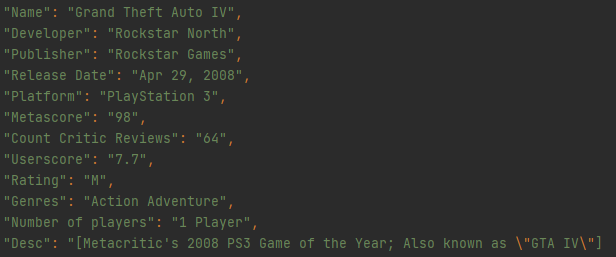 "Name": "Grand Theft Auto IV",
"Developer": "Rockstar North",
"Publisher": "Rockstar Games",
"Release Date": "Apr 29, 2008",
"Platform": "PlayStation 3",
"Metascore": "98",
"Count Critic Reviews": "64",
"Userscore": "7.7",
"Rating": "M",
"Genres": "Action Adventure",
"Number of players": "1 Player",
"Desc": "[Metacritic's 2008 PS3 Game of the Year; Also known as \"GTA IV\"]